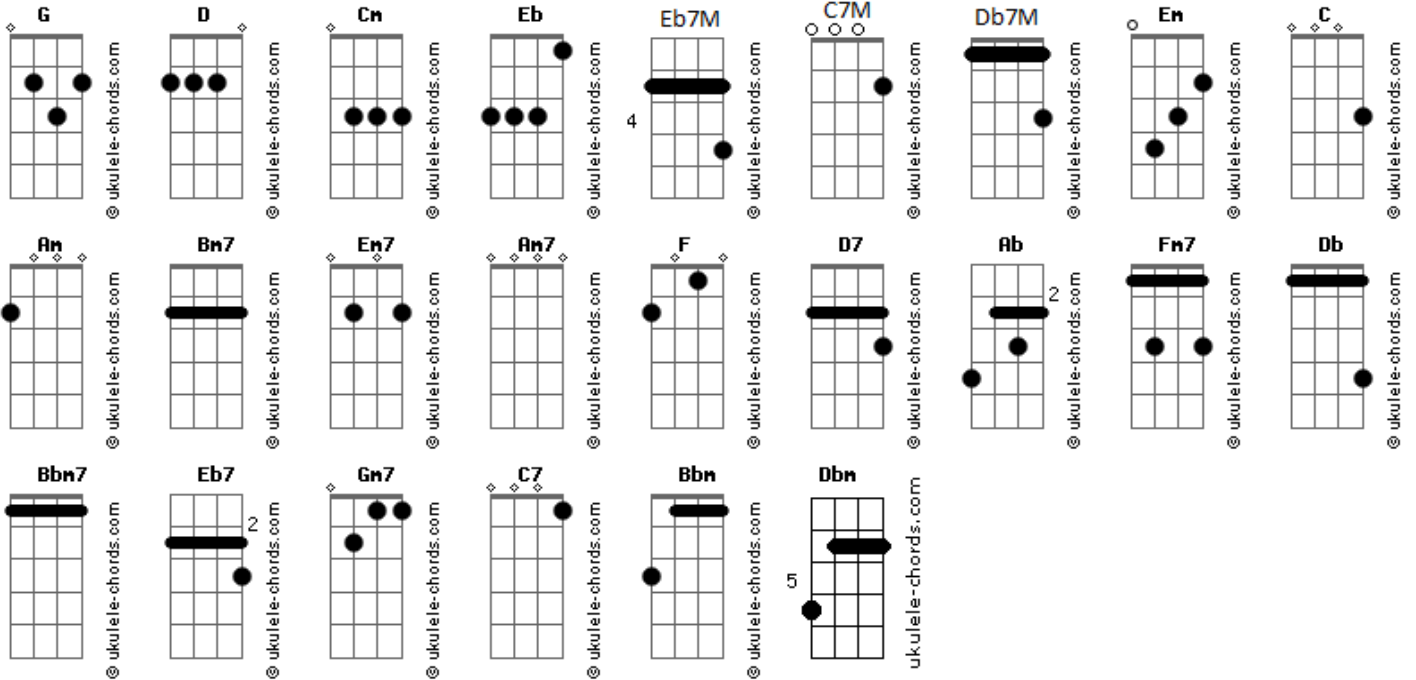 G D Cm Eb Eb7M C7M Db7M Em C
© ukulele-chords.com © ukulele-chords.com © ukulele-chords.com © ukulele-chords.com 4 © ukulele-chords.com © ukulele-chords.com © ukulele-chords.com © ukulele-chords.com © ukulele-chords.com
Am Bm7 Em7 Am7 F D7 Ab Fm7 Db
© ukulele-chords.com © ukulele-chords.com © ukulele-chords.com © ukulele-chords.com © ukulele-chords.com © ukulele-chords.com 2 © ukulele-chords.com © ukulele-chords.com © ukulele-chords.com
Bbm7 Eb7 Gm7 C7 Bbm Dbm
© ukulele-chords.com 2 © ukulele-chords.com © ukulele-chords.com © ukulele-chords.com © ukulele-chords.com 5 ukulele-chords.com